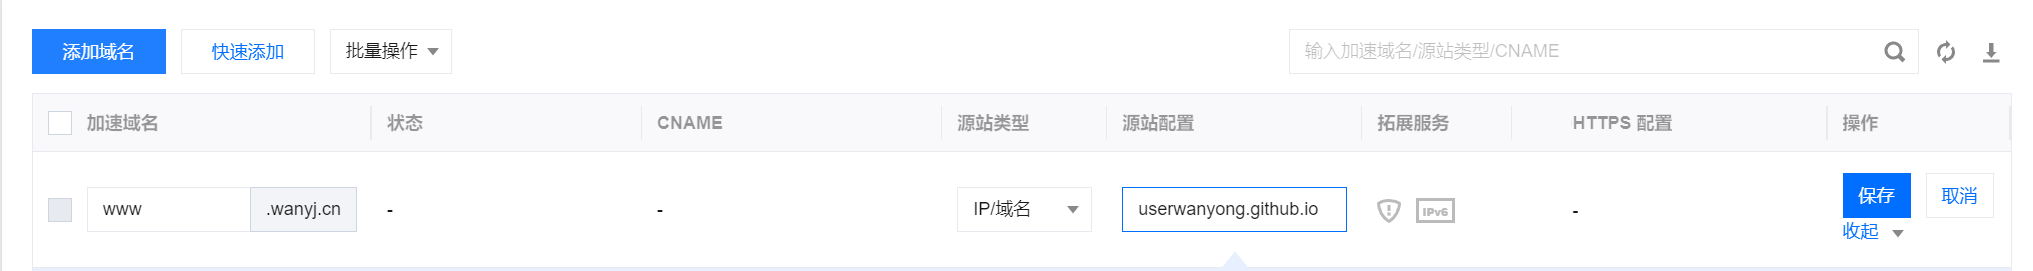 添加域名 快速添加 批量操作 输入加速域名/源站类型/CNAME
加速域名 状态 CNAME 源站类型 源站配置 拓展服务 HTTPS 配置 操作
www .wanyj.cn - - IP/域名 userwanyong.github.io IPv6 - 保存 取消
收起